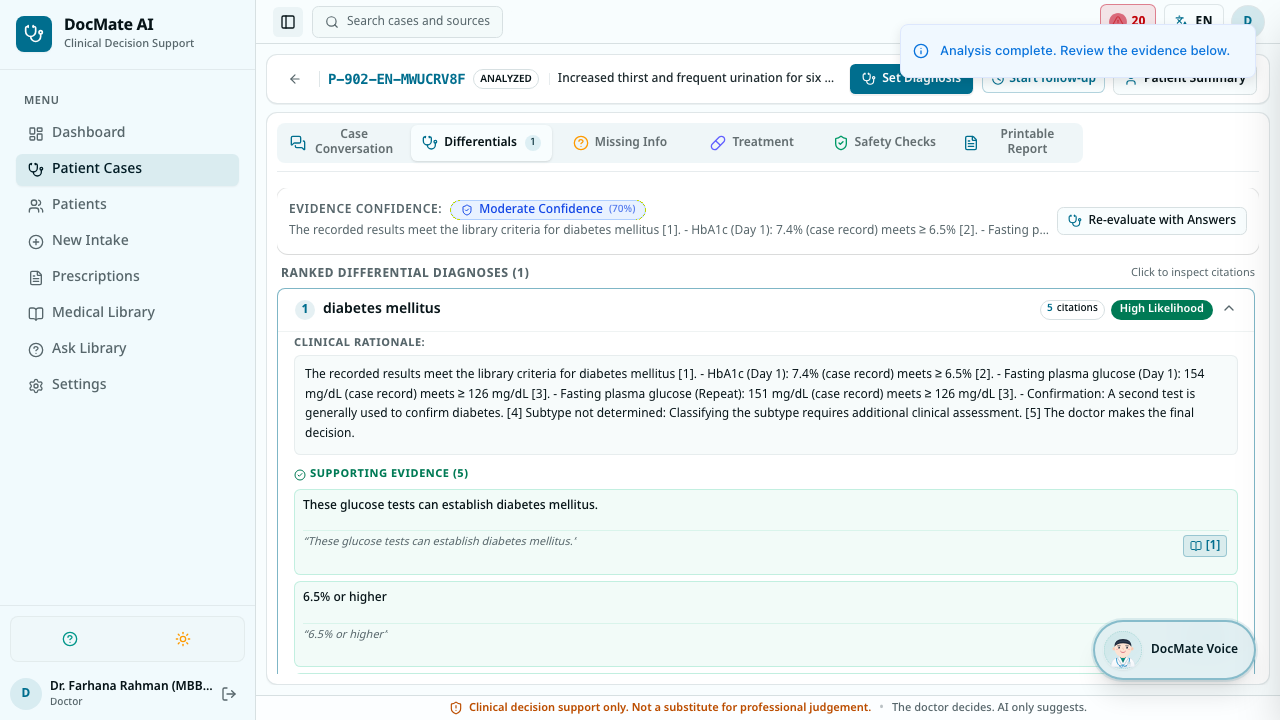 DocMate AI
Clinical Decision Support
MENU
Dashboard
Patient Cases
Patients
New Intake
Prescriptions
Medical Library
Ask Library
Settings
D
Dr. Farhana Rahman (MBB...
Doctor
Search cases and sources
20
EN
D
Analysis complete. Review the evidence below.
P-902-EN-MWUCRV8F
ANALYZED
Increased thirst and frequent urination for six ...
Set Diagnosis
Start follow-up
Patient Summary
Case Conversation
Differentials 1
Missing Info
Treatment
Safety Checks
Printable Report
EVIDENCE CONFIDENCE: Moderate Confidence (70%)
The recorded results meet the library criteria for diabetes mellitus [1]. - HbA1c (Day 1): 7.4% (case record) meets ≥ 6.5% [2]. - Fasting p...
Re-evaluate with Answers
RANKED DIFFERENTIAL DIAGNOSES (1)
Click to inspect citations
1 diabetes mellitus
5 citations
High Likelihood
CLINICAL RATIONALE:
The recorded results meet the library criteria for diabetes mellitus [1]. - HbA1c (Day 1): 7.4% (case record) meets ≥ 6.5% [2]. - Fasting plasma glucose (Day 1): 154
mg/dL (case record) meets ≥ 126 mg/dL [3]. - Fasting plasma glucose (Repeat): 151 mg/dL (case record) meets ≥ 126 mg/dL [3]. - Confirmation: A second test is
generally used to confirm diabetes. [4] Subtype not determined: Classifying the subtype requires additional clinical assessment. [5] The doctor makes the final
decision.
SUPPORTING EVIDENCE (5)
These glucose tests can establish diabetes mellitus.
"These glucose tests can establish diabetes mellitus."
[1]
6.5% or higher
"6.5% or higher"
DocMate Voice
Clinical decision support only. Not a substitute for professional judgement. • The doctor decides. AI only suggests.